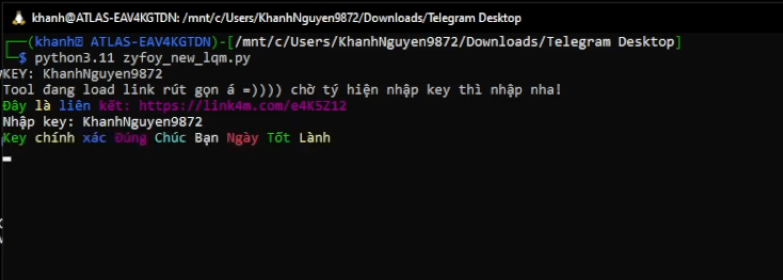 khanh@ATLAS-EAV4KGTDN: /mnt/c/Users/KhanhNguyen9872/Downloads/Telegram Desktop
(khanh㉿ ATLAS-EAV4KGTDN)-[/mnt/c/Users/KhanhNguyen9872/Downloads/Telegram Desktop]
$ python3.11 zyfoy_new_lqm.py
KEY: KhanhNguyen9872
Tool đang load link rút gọn á =)))) chờ tý hiện nhập key thì nhập nha!
Đây là liên kết: https://link4m.com/e4K5Z12
Nhập key: KhanhNguyen9872
Key chính xác Đúng Chúc Bạn Ngày Tốt Lành